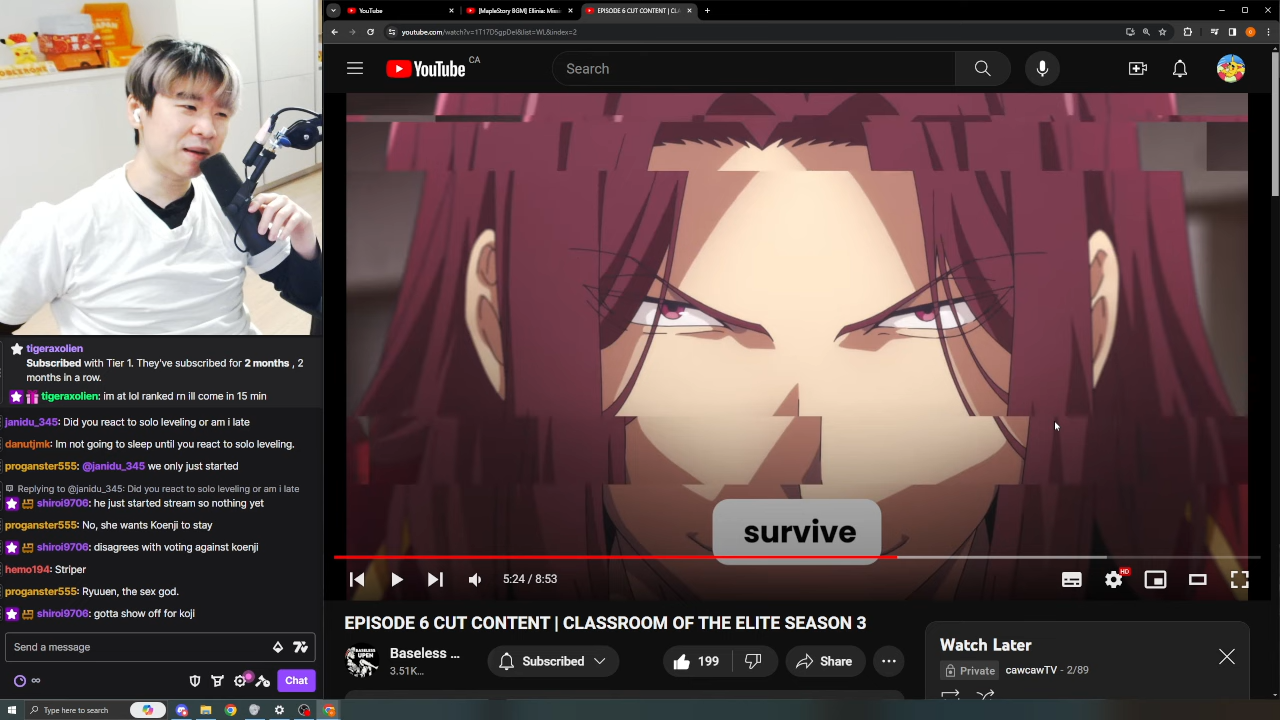 YouTube
[MapleStory BGM] Ellinia: Missi
EPISODE 6 CUT CONTENT | CLA
youtube.com/watch?v=1T17D5gpDeI&list=WL&index=2
YouTube CA
Search
survive
5:24 / 8:53
HD
EPISODE 6 CUT CONTENT | CLASSROOM OF THE ELITE SEASON 3
Baseless ...
3.51K...
Subscribed
199
Share
Watch Later
Private
cawcawTV - 2/89
tigeraxolien
Subscribed with Tier 1. They've subscribed for 2 months , 2
months in a row.
tigeraxolien: im at lol ranked rn ill come in 15 min
janidu_345: Did you react to solo leveling or am i late
danutjmk: Im not going to sleep until you react to solo leveling.
proganster555: @janidu_345 we only just started
Replying to @janidu_345: Did you react to solo leveling or am i late
shiroi9706: he just started stream so nothing yet
proganster555: No, she wants Koenji to stay
shiroi9706: disagrees with voting against koenji
hemo194: Striper
proganster555: Ryuuen, the sex god.
shiroi9706: gotta show off for koji
Send a message
Chat
Type here to search